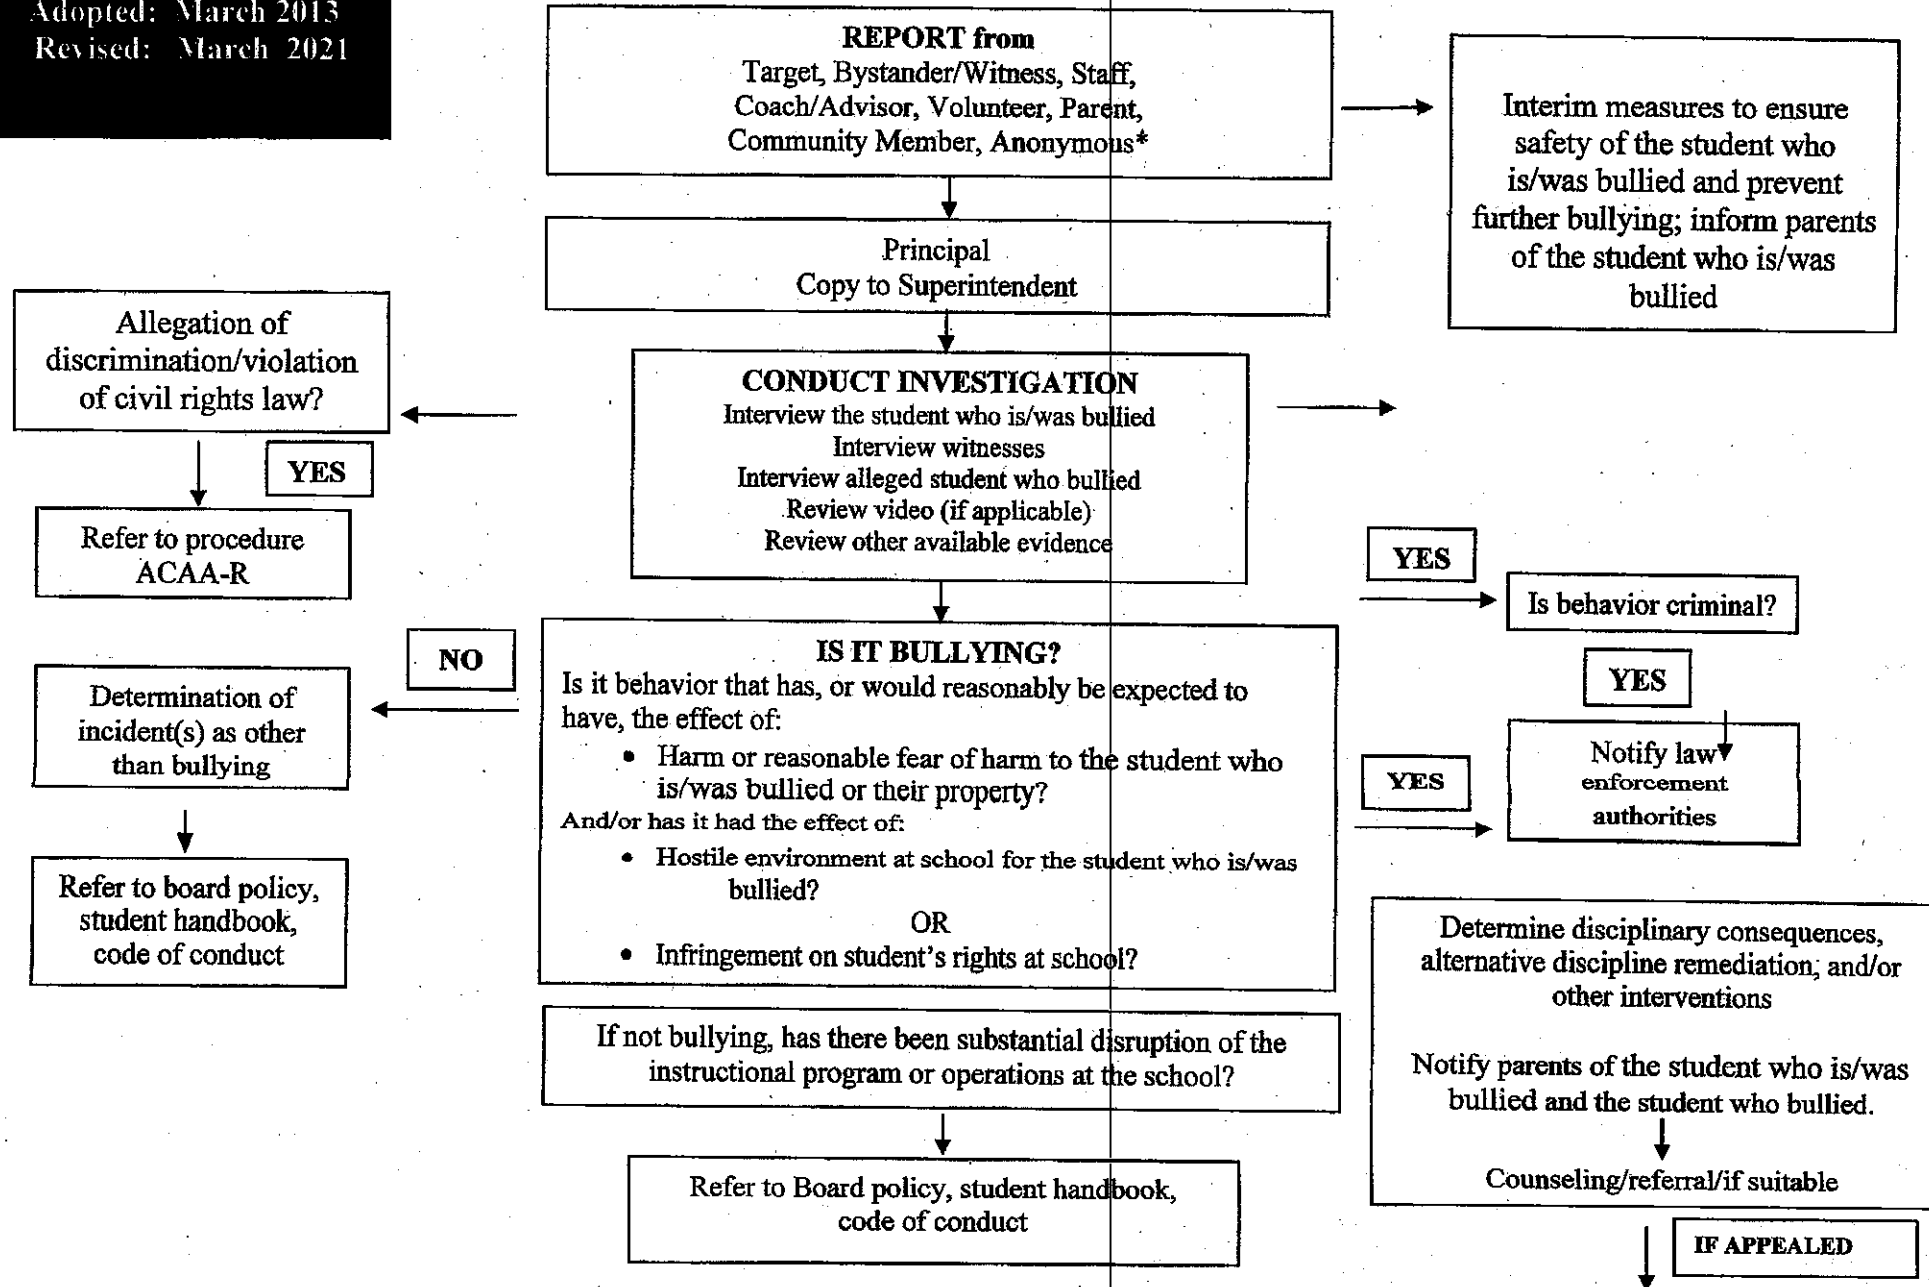 Adopted: March 2013
Revised: March 2021
REPORT from
Target, Bystander/Witness, Staff,
Coach/Advisor, Volunteer, Parent,
Community Member, Anonymous*
Interim measures to ensure
safety of the student who
is/was bullied and prevent
further bullying; inform parents
of the student who is/was
bullied
Principal
Copy to Superintendent
Allegation of
discrimination/violation
of civil rights law?
YES
Refer to procedure
ACAA-R
CONDUCT INVESTIGATION
Interview the student who is/was bullied
Interview witnesses
Interview alleged student who bullied
Review video (if applicable)
Review other available evidence
YES
Is behavior criminal?
YES
Notify law
enforcement
authorities
NO
Determination of
incident(s) as other
than bullying
Refer to board policy,
student handbook,
code of conduct
IS IT BULLYING?
Is it behavior that has, or would reasonably be expected to
have, the effect of:
• Harm or reasonable fear of harm to the student who
is/was bullied or their property?
And/or has it had the effect of:
• Hostile environment at school for the student who is/was
bullied?
OR
• Infringement on student's rights at school?
YES
If not bullying, has there been substantial disruption of the
instructional program or operations at the school?
Refer to Board policy, student handbook,
code of conduct
Determine disciplinary consequences,
alternative discipline remediation, and/or
other interventions
Notify parents of the student who is/was
bullied and the student who bullied.
Counseling/referral/if suitable
IF APPEALED